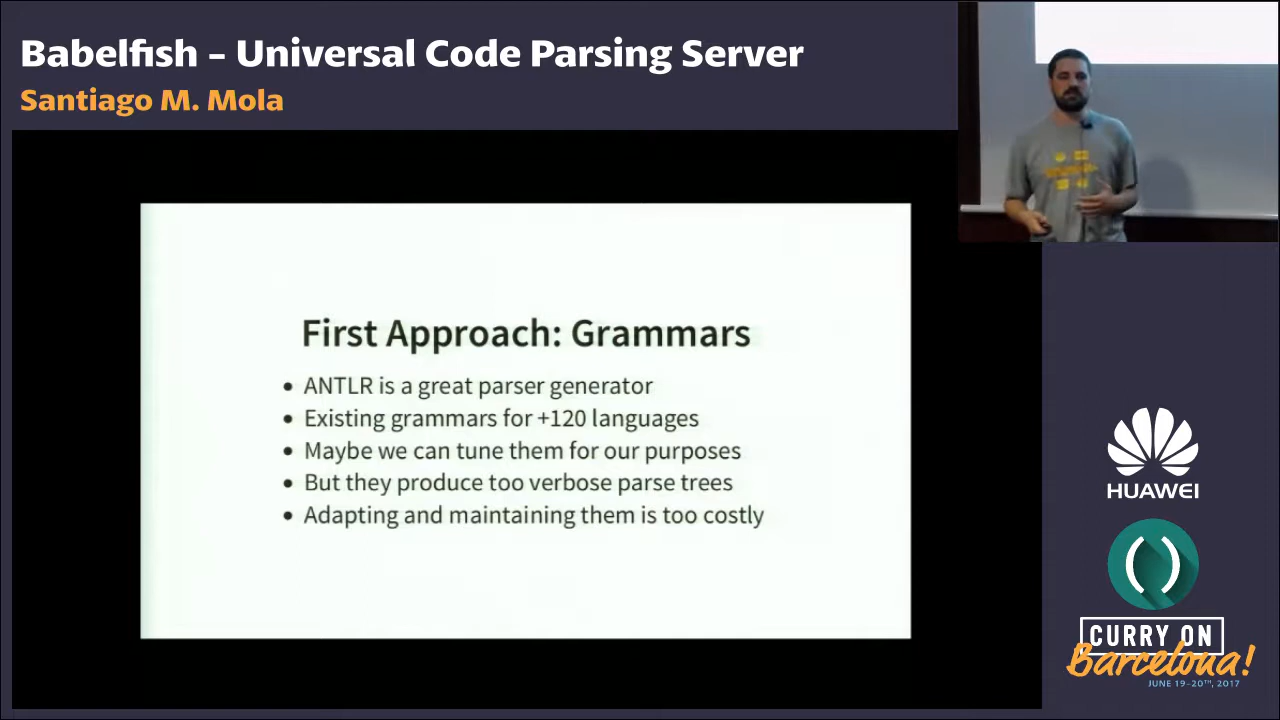 Babelfish – Universal Code Parsing Server
Santiago M. Mola
First Approach: Grammars
• ANTLR is a great parser generator
• Existing grammars for +120 languages
• Maybe we can tune them for our purposes
• But they produce too verbose parse trees
• Adapting and maintaining them is too costly
HUAWEI
CURRY ON
Barcelona!
JUNE 19-20TH, 2017